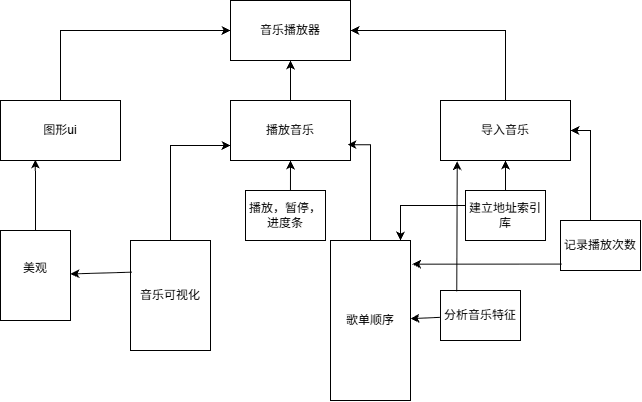 音乐播放器
图形ui
播放音乐
导入音乐
播放，暂停，
进度条
建立地址索引
库
记录播放次数
美观
音乐可视化
歌单顺序
分析音乐特征